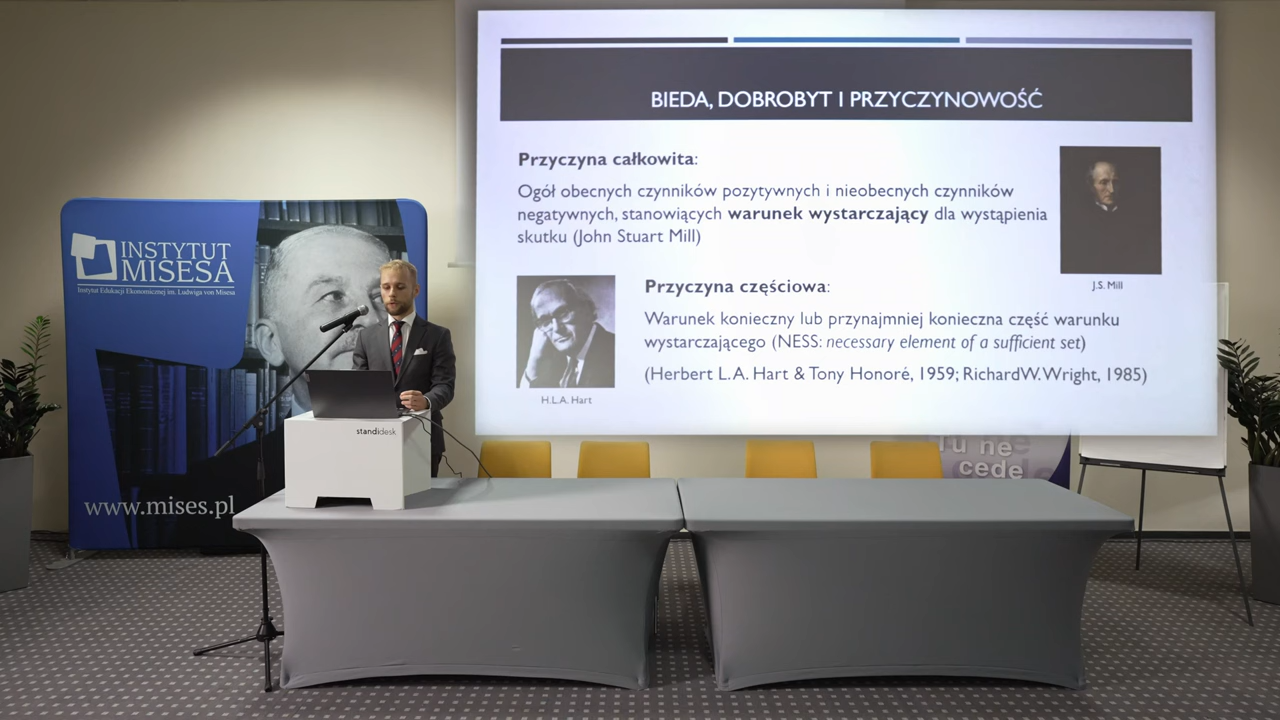 BIEDA, DOBROBYT I PRZYCZYNOWOŚĆ
Przyczyna całkowita:
Ogół obecnych czynników pozytywnych i nieobecnych czynników
negatywnych, stanowiących warunek wystarczający dla wystąpienia
skutku (John Stuart Mill)
J.S. Mill
Przyczyna częściowa:
Warunek konieczny lub przynajmniej konieczna część warunku
wystarczającego (NESS: necessary element of a sufficient set)
(Herbert L.A. Hart & Tony Honoré, 1959; Richard W. Wright, 1985)
H.L.A. Hart
INSTYTUT
MISESA
Instytut Edukacji Ekonomicznej im. Ludwiga von Misesa
www.mises.pl
standidesk
Tu ne
cede